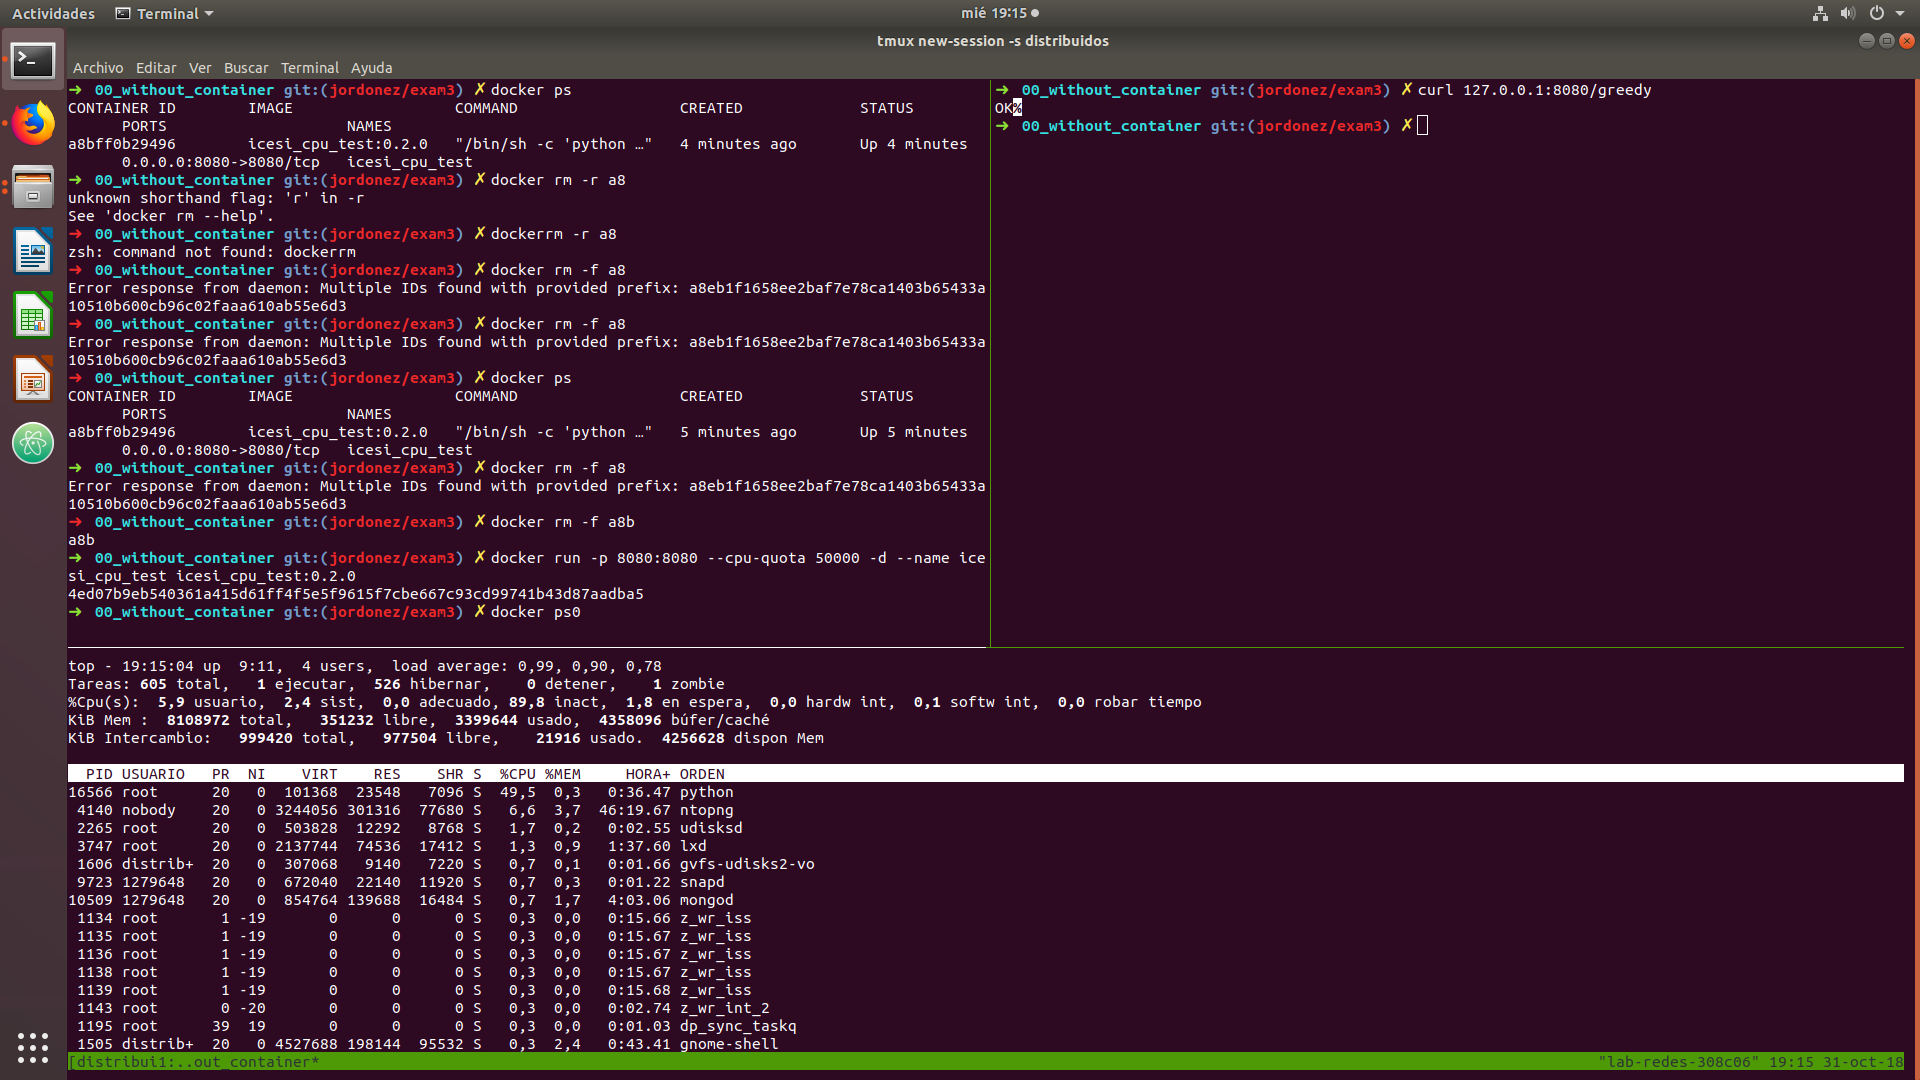 Actividades Terminal mié 19:15
tmux new-session -s distribuidos
Archivo Editar Ver Buscar Terminal Ayuda
➜ 00_without_container git:(jordonez/exam3) ✗ docker ps
CONTAINER ID IMAGE COMMAND CREATED STATUS
PORTS NAMES
a8bff0b29496 icesi_cpu_test:0.2.0 "/bin/sh -c 'python …" 4 minutes ago Up 4 minutes
0.0.0.0:8080->8080/tcp icesi_cpu_test
➜ 00_without_container git:(jordonez/exam3) ✗ docker rm -r a8
unknown shorthand flag: 'r' in -r
See 'docker rm --help'.
➜ 00_without_container git:(jordonez/exam3) ✗ dockerrm -r a8
zsh: command not found: dockerrm
➜ 00_without_container git:(jordonez/exam3) ✗ docker rm -f a8
Error response from daemon: Multiple IDs found with provided prefix: a8eb1f1658ee2baf7e78ca1403b65433a
10510b600cb96c02faaa610ab55e6d3
➜ 00_without_container git:(jordonez/exam3) ✗ docker rm -f a8
Error response from daemon: Multiple IDs found with provided prefix: a8eb1f1658ee2baf7e78ca1403b65433a
10510b600cb96c02faaa610ab55e6d3
➜ 00_without_container git:(jordonez/exam3) ✗ docker ps
CONTAINER ID IMAGE COMMAND CREATED STATUS
PORTS NAMES
a8bff0b29496 icesi_cpu_test:0.2.0 "/bin/sh -c 'python …" 5 minutes ago Up 5 minutes
0.0.0.0:8080->8080/tcp icesi_cpu_test
➜ 00_without_container git:(jordonez/exam3) ✗ docker rm -f a8
Error response from daemon: Multiple IDs found with provided prefix: a8eb1f1658ee2baf7e78ca1403b65433a
10510b600cb96c02faaa610ab55e6d3
➜ 00_without_container git:(jordonez/exam3) ✗ docker rm -f a8b
a8b
➜ 00_without_container git:(jordonez/exam3) ✗ docker run -p 8080:8080 --cpu-quota 50000 -d --name ice
si_cpu_test icesi_cpu_test:0.2.0
4ed07b9eb540361a415d61ff4f5e5f9615f7cbe667c93cd99741b43d87aadba5
➜ 00_without_container git:(jordonez/exam3) ✗ docker ps0
➜ 00_without_container git:(jordonez/exam3) ✗ curl 127.0.0.1:8080/greedy
OK%
➜ 00_without_container git:(jordonez/exam3) ✗
top - 19:15:04 up 9:11, 4 users, load average: 0,99, 0,90, 0,78
Tareas: 605 total, 1 ejecutar, 526 hibernar, 0 detener, 1 zombie
%Cpu(s): 5,9 usuario, 2,4 sist, 0,0 adecuado, 89,8 inact, 1,8 en espera, 0,0 hardw int, 0,1 softw int, 0,0 robar tiempo
KiB Mem : 8108972 total, 351232 libre, 3399644 usado, 4358096 búfer/caché
KiB Intercambio: 999420 total, 977504 libre, 21916 usado. 4256628 dispon Mem
PID USUARIO PR NI VIRT RES SHR S %CPU %MEM HORA+ ORDEN
16566 root 20 0 101368 23548 7096 S 49,5 0,3 0:36.47 python
4140 nobody 20 0 3244056 301316 77680 S 6,6 3,7 46:19.67 ntopng
2265 root 20 0 503828 12292 8768 S 1,7 0,2 0:02.55 udisksd
3747 root 20 0 2137744 74536 17412 S 1,3 0,9 1:37.60 lxd
1606 distrib+ 20 0 307068 9140 7220 S 0,7 0,1 0:01.66 gvfs-udisks2-vo
9723 1279648 20 0 672040 22140 11920 S 0,7 0,3 0:01.22 snapd
10509 1279648 20 0 854764 139688 16484 S 0,7 1,7 4:03.06 mongod
1134 root 1 -19 0 0 0 S 0,3 0,0 0:15.66 z_wr_iss
1135 root 1 -19 0 0 0 S 0,3 0,0 0:15.67 z_wr_iss
1136 root 1 -19 0 0 0 S 0,3 0,0 0:15.67 z_wr_iss
1138 root 1 -19 0 0 0 S 0,3 0,0 0:15.67 z_wr_iss
1139 root 1 -19 0 0 0 S 0,3 0,0 0:15.68 z_wr_iss
1143 root 0 -20 0 0 0 S 0,3 0,0 0:02.74 z_wr_int_2
1195 root 39 19 0 0 0 S 0,3 0,0 0:01.03 dp_sync_taskq
1505 distrib+ 20 0 4527688 198144 95532 S 0,3 2,4 0:43.41 gnome-shell
[distribui1:..out_container* "lab-redes-308c06" 19:15 31-oct-18